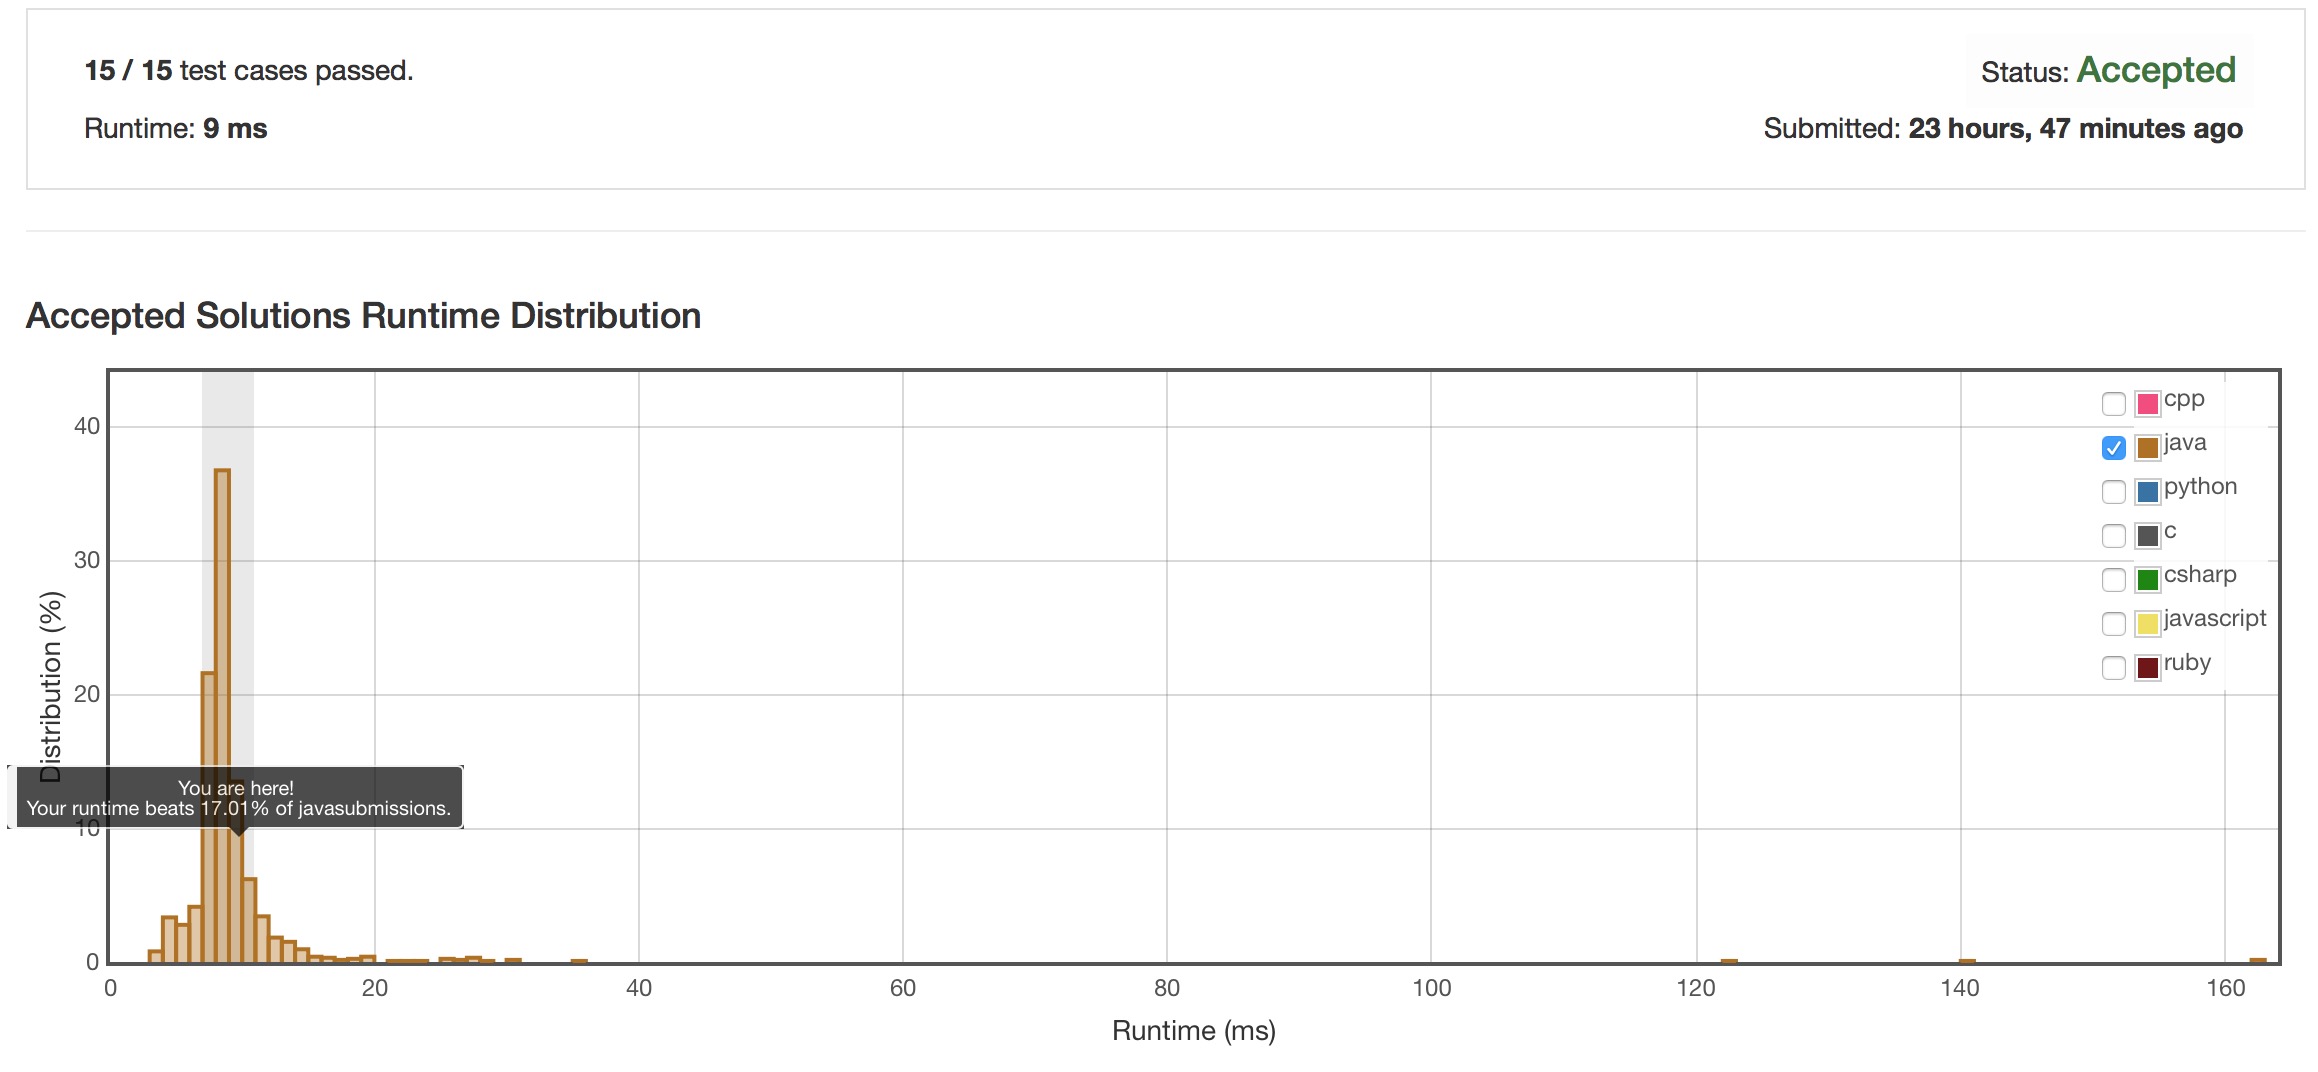 15 / 15 test cases passed.
Status: Accepted
Runtime: 9 ms
Submitted: 23 hours, 47 minutes ago
Accepted Solutions Runtime Distribution
Distribution (%)
40
30
20
10
0
You are here!
Your runtime beats 17.01% of javasubmissions.
cpp
java
python
c
csharp
javascript
ruby
0 20 40 60 80 100 120 140 160
Runtime (ms)